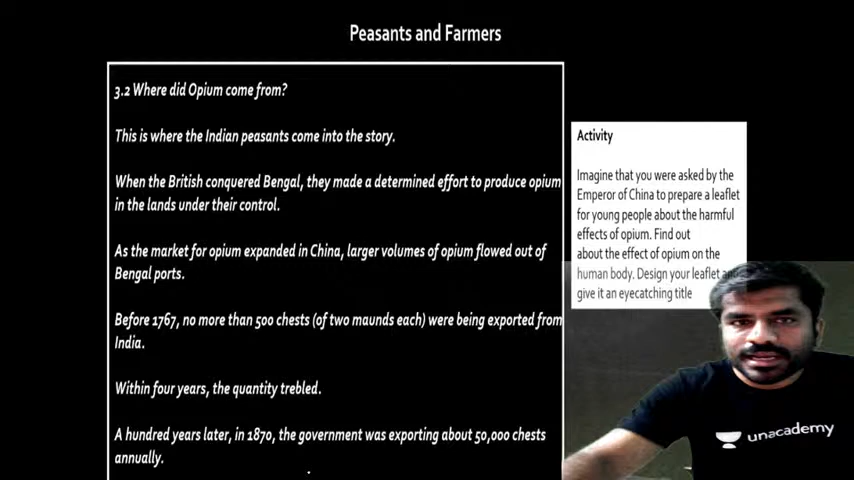 Peasants and Farmers
3.2 Where did Opium come from?
This is where the Indian peasants come into the story.
When the British conquered Bengal, they made a determined effort to produce opium
in the lands under their control.
As the market for opium expanded in China, larger volumes of opium flowed out of
Bengal ports.
Before 1767, no more than 500 chests (of two maunds each) were being exported from
India.
Within four years, the quantity trebled.
A hundred years later, in 1870, the government was exporting about 50,000 chests
annually.
Activity
Imagine that you were asked by the
Emperor of China to prepare a leaflet
for young people about the harmful
effects of opium. Find out
about the effect of opium on the
human body. Design your leaflet
give it an eyecatching title
unacademy